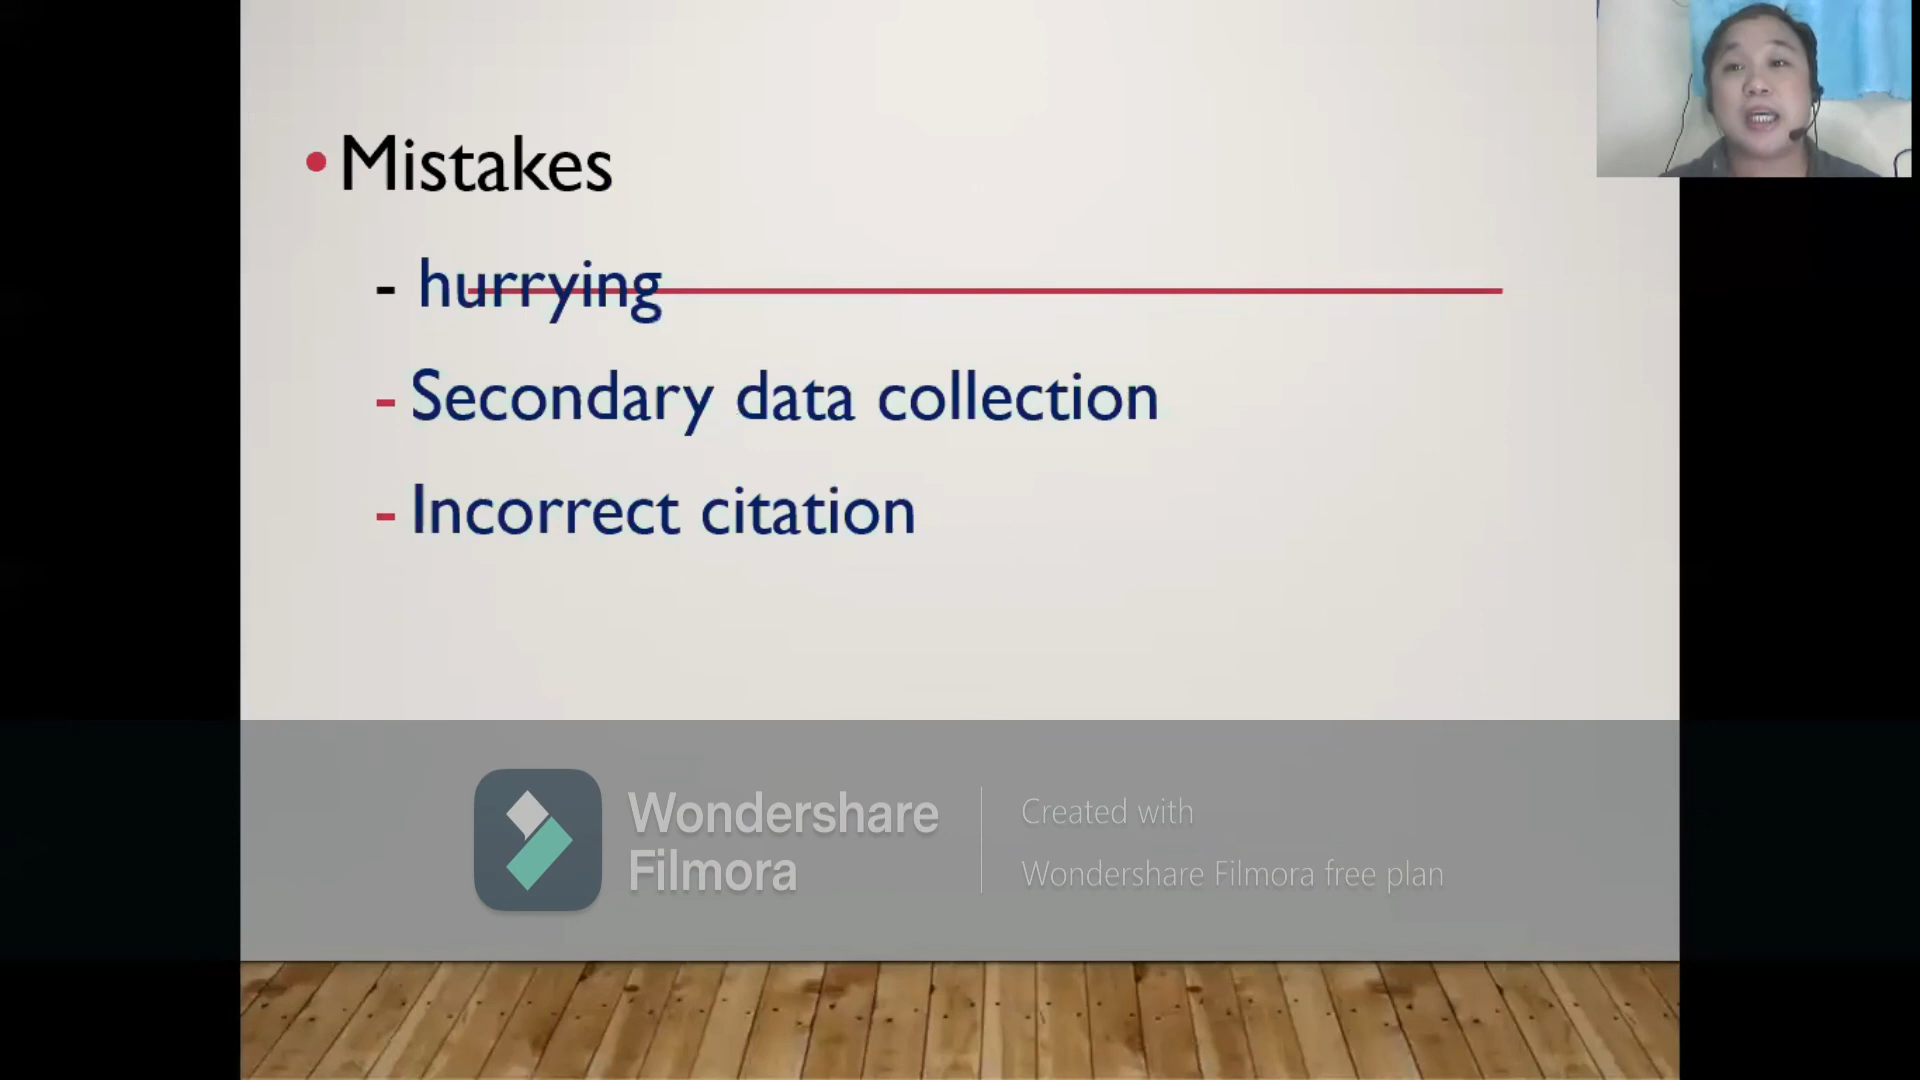 • Mistakes
- hurrying
- Secondary data collection
- Incorrect citation
Wondershare
Filmora
Created with
Wondershare Filmora free plan